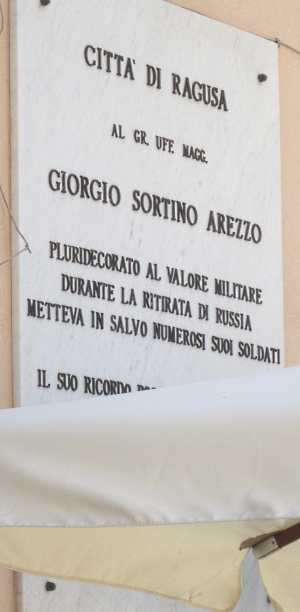 CITTÀ DI RAGUSA
AL GR. UFF. MAGG.
GIORGIO SORTINO AREZZO
PLURIDECORATO AL VALORE MILITARE
DURANTE LA RITIRATA DI RUSSIA
METTEVA IN SALVO NUMEROSI SUOI SOLDATI
IL SUO RICORDO